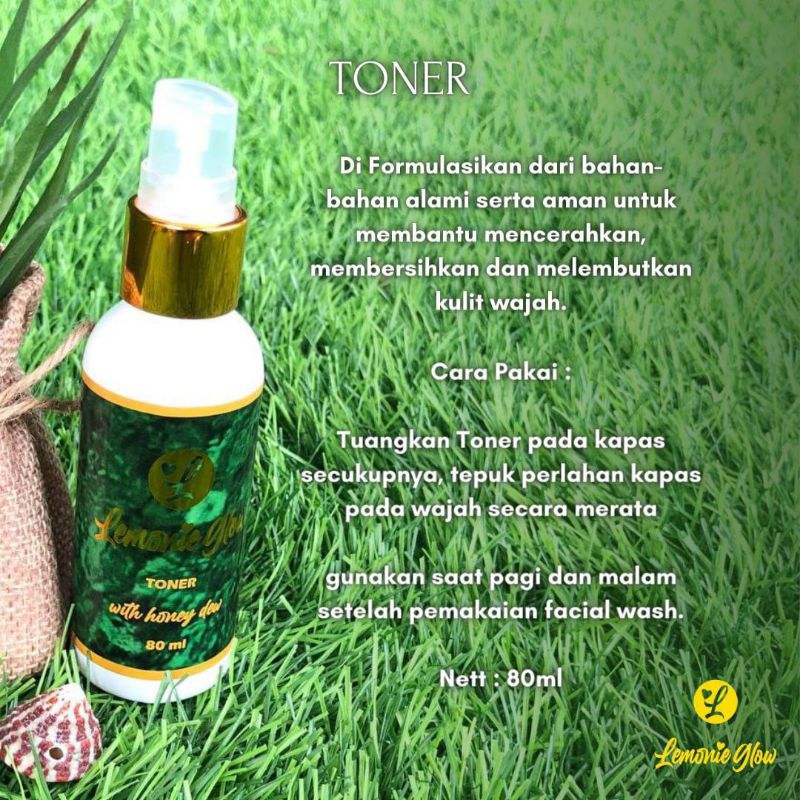 TONER
Di Formulasikan dari bahan-
bahan alami serta aman untuk
membantu mencerahkan,
membersihkan dan melembutkan
kulit wajah.
Cara Pakai :
Tuangkan Toner pada kapas
secukupnya, tepuk perlahan kapas
pada wajah secara merata
gunakan saat pagi dan malam
setelah pemakaian facial wash.
Nett : 80ml
L
Lemonie Glow
TONER
with honey dew
80 ml
L
Lemonie Glow